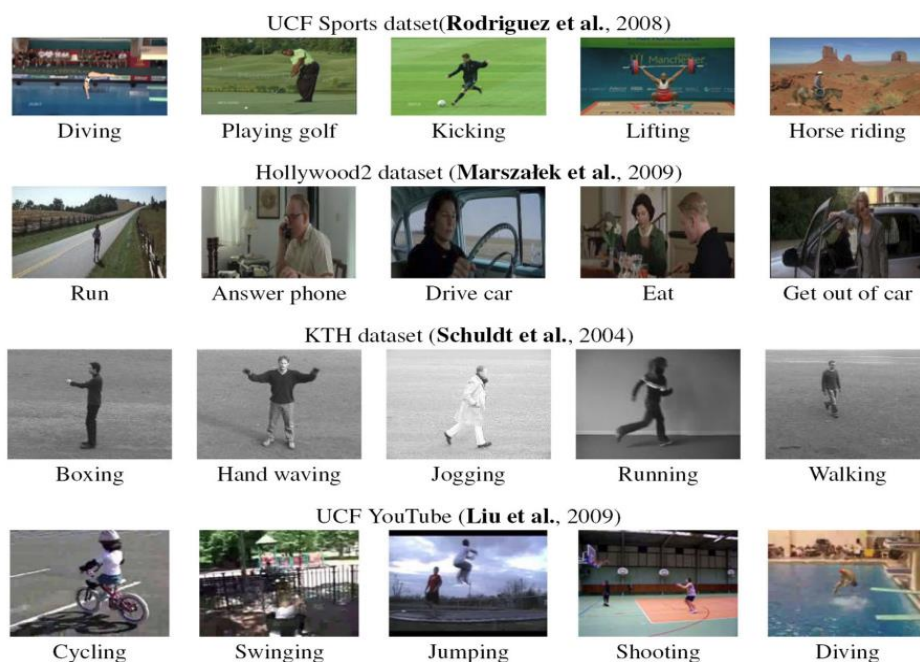 UCF Sports datset(Rodriguez et al., 2008)
Manchester
Diving
Playing golf
Kicking
Lifting
Horse riding
Hollywood2 dataset (Marszałek et al., 2009)
Run
Answer phone
Drive car
Eat
Get out of car
KTH dataset (Schuldt et al., 2004)
Boxing
Hand waving
Jogging
Running
Walking
UCF YouTube (Liu et al., 2009)
Cycling
Swinging
Jumping
Shooting
Diving